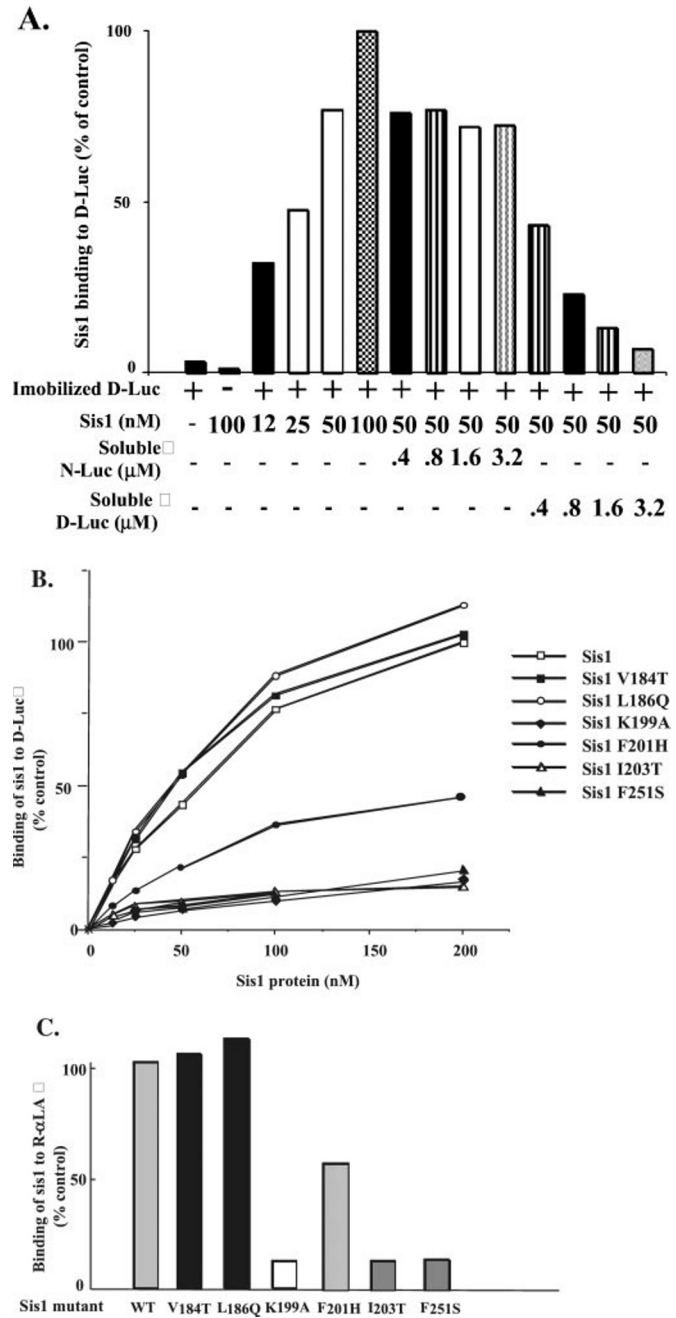 A.
Sis1 binding to D-Luc (% of control)
100
50
0
Imobilized D-Luc + - + + + + + + + + + + + +
Sis1 (nM) - 100 12 25 50 100 50 50 50 50 50 50 50 50
Soluble □
N-Luc (μM) - - - - - - .4 .8 1.6 3.2 - - - -
Soluble □
D-Luc (μM) - - - - - - - - - - .4 .8 1.6 3.2
B.
Binding of sis1 to D-Luc□
(% control)
100
50
0
0 50 100 150 200
Sis1 protein (nM)
Sis1
Sis1 V184T
Sis1 L186Q
Sis1 K199A
Sis1 F201H
Sis1 I203T
Sis1 F251S
C.
Binding of sis1 to R-αLA □
(% control)
100
50
0
Sis1 mutant WT V184T L186Q K199A F201H I203T F251S